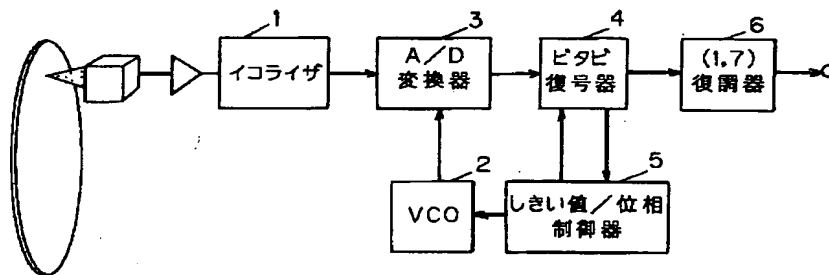 1
イコライザ
3
A/D
変換器
4
ビタビ
復号器
6
(1,7)
復調器
2
VCO
5
しきい値/位相
制御器